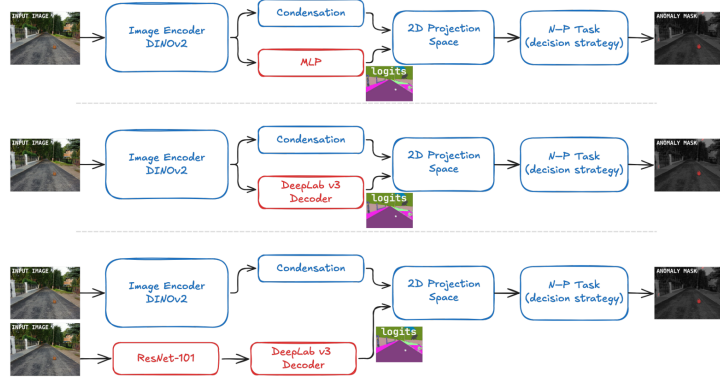 INPUT IMAGE
Image Encoder
DINOv2
Condensation
MLP
logits
2D Projection
Space
N-P Task
(decision strategy)
ANOMALY MASK
INPUT IMAGE
Image Encoder
DINOv2
Condensation
DeepLab v3
Decoder
logits
2D Projection
Space
N-P Task
(decision strategy)
ANOMALY MASK
INPUT IMAGE
Image Encoder
DINOv2
Condensation
2D Projection
Space
N-P Task
(decision strategy)
ANOMALY MASK
INPUT IMAGE
ResNet-101
DeepLab v3
Decoder
logits